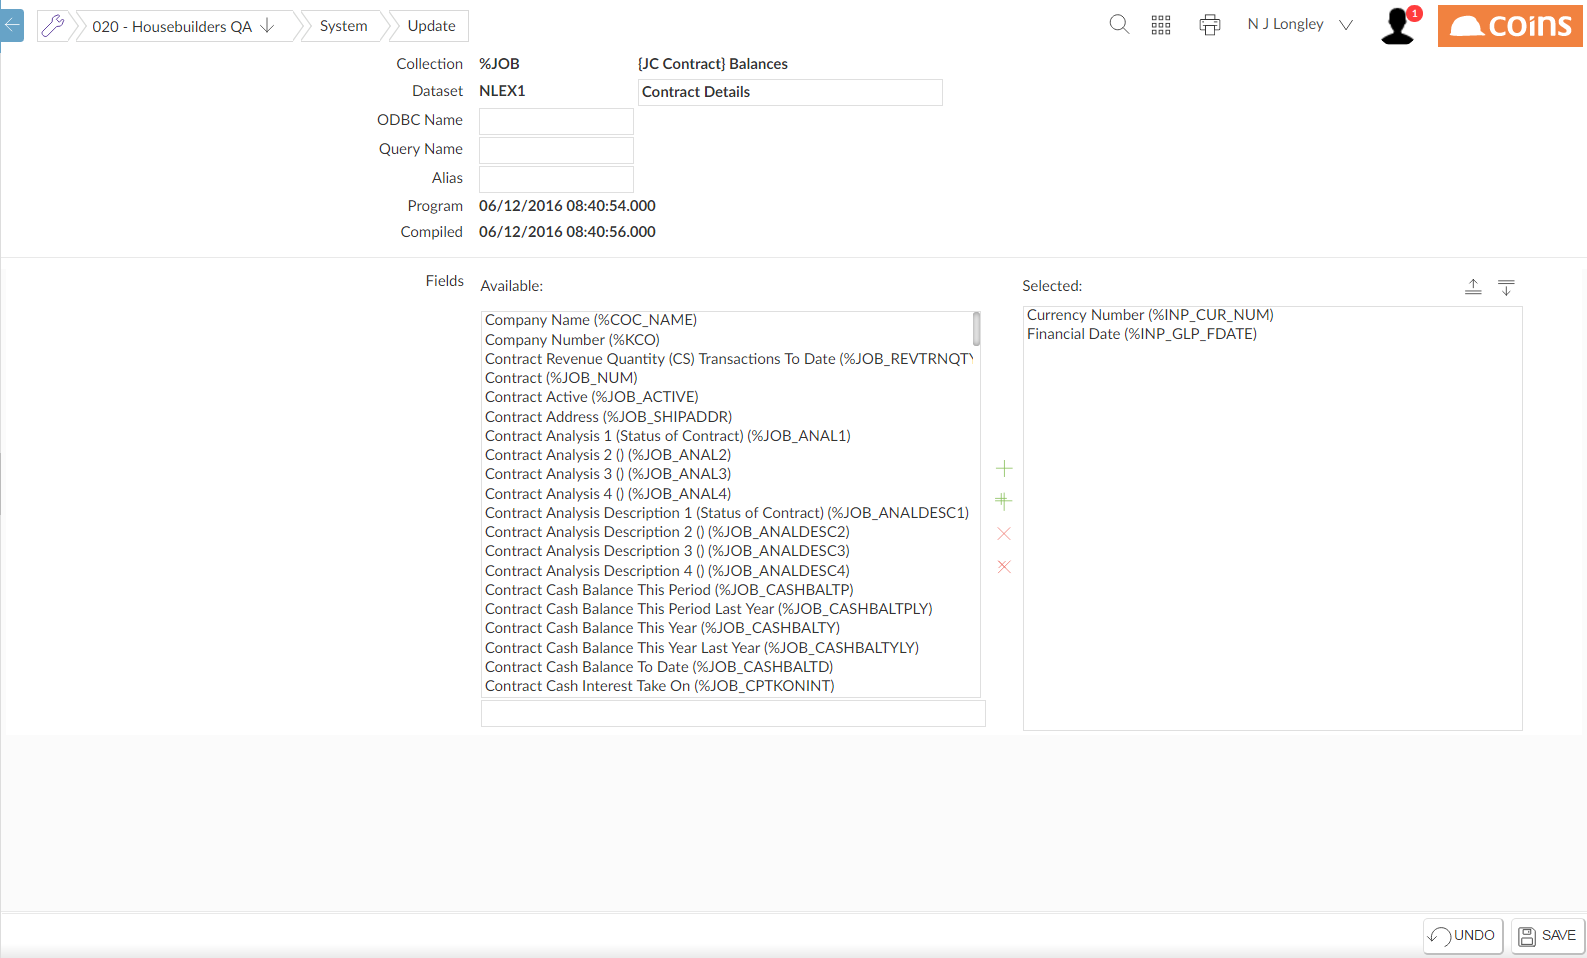 020 - Housebuilders QA
System
Update
N J Longley
1
coins
Collection %JOB {JC Contract} Balances
Dataset NLEX1 Contract Details
ODBC Name
Query Name
Alias
Program 06/12/2016 08:40:54.000
Compiled 06/12/2016 08:40:56.000
Fields
Available:
Company Name (%COC_NAME)
Company Number (%KCO)
Contract Revenue Quantity (CS) Transactions To Date (%JOB_REVTRNQTY
Contract (%JOB_NUM)
Contract Active (%JOB_ACTIVE)
Contract Address (%JOB_SHIPADDR)
Contract Analysis 1 (Status of Contract) (%JOB_ANAL1)
Contract Analysis 2 () (%JOB_ANAL2)
Contract Analysis 3 () (%JOB_ANAL3)
Contract Analysis 4 () (%JOB_ANAL4)
Contract Analysis Description 1 (Status of Contract) (%JOB_ANALDESC1)
Contract Analysis Description 2 () (%JOB_ANALDESC2)
Contract Analysis Description 3 () (%JOB_ANALDESC3)
Contract Analysis Description 4 () (%JOB_ANALDESC4)
Contract Cash Balance This Period (%JOB_CASHBALTP)
Contract Cash Balance This Period Last Year (%JOB_CASHBALTPLY)
Contract Cash Balance This Year (%JOB_CASHBALTY)
Contract Cash Balance This Year Last Year (%JOB_CASHBALTYLY)
Contract Cash Balance To Date (%JOB_CASHBALTD)
Contract Cash Interest Take On (%JOB_CPTKONINT)
Selected:
Currency Number (%INP_CUR_NUM)
Financial Date (%INP_GLP_FDATE)
UNDO
SAVE